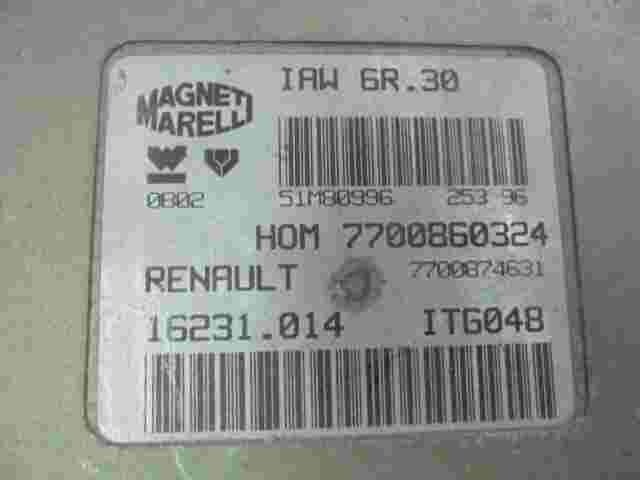 IAW 6R.30
MAGNETI
MARELLI
0802 51M80996 253 96
HOM 7700860324
RENAULT 7700874631
16231.014 ITG048